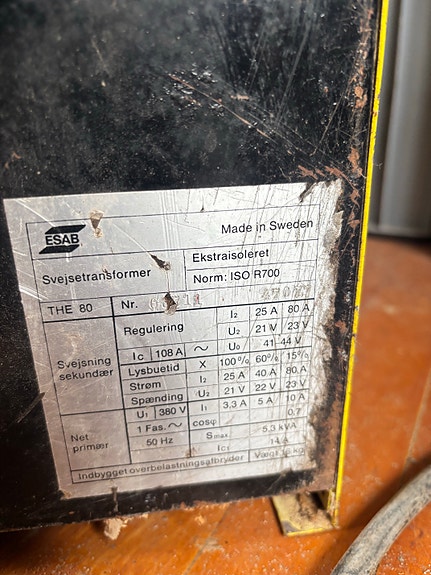 ESAB
Made in Sweden
Svejsetransformer
Ekstraisoleret
Norm: ISO R700
THE 80 Nr.
Svejsning sekundær
Regulering I2 25 A 80 A
U2 21 V 23 V
Ic 108 A ~ U0 41-44 V
Lysbuetid X 100% 60% 15%
Strøm I2 25 A 40 A 80 A
Spænding U2 21 V 22 V 23 V
Net primær
U1 380 V I1 3,3 A 5 A 10 A
1 Fas. ~ cosφ 0,7
50 Hz Smax. 5,3 kVA
Ic1 14 A
Indbygget overbelastningsafbryder Vægt kg